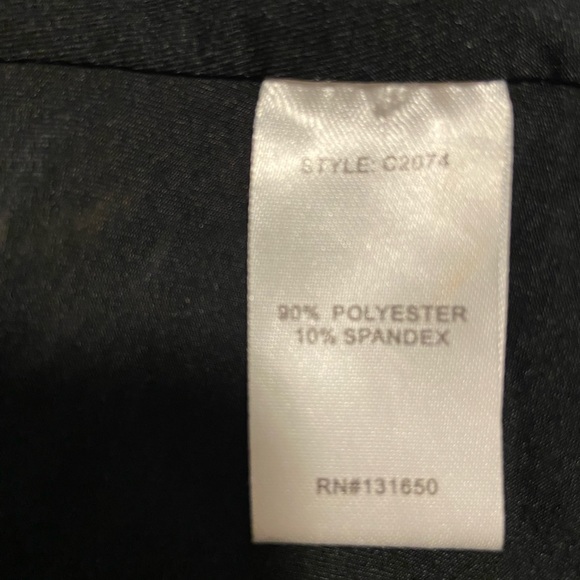 STYLE: C2074
90% POLYESTER
10% SPANDEX
RN#131650